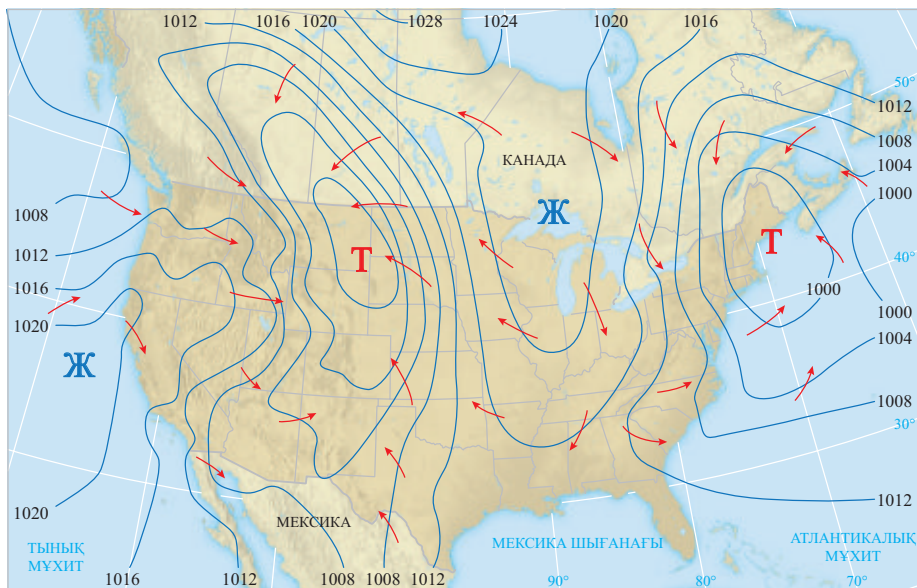 1012 1016 1020 1028 1024 1020 1016
50°
1012
1008
КАНАДА
1004
1000
1008
Ж
1012
Т
Т
40°
1016
1000
1000
1020
1004
Ж
1008
30°
1020
МЕКСИКА
1012
ТЫНЫҚ
МҰХИТ
МЕКСИКА ШЫҒАНАҒЫ
АТЛАНТИКАЛЫҚ
МҰХИТ
1016 1012 1008 1008 1012 90° 80° 70°